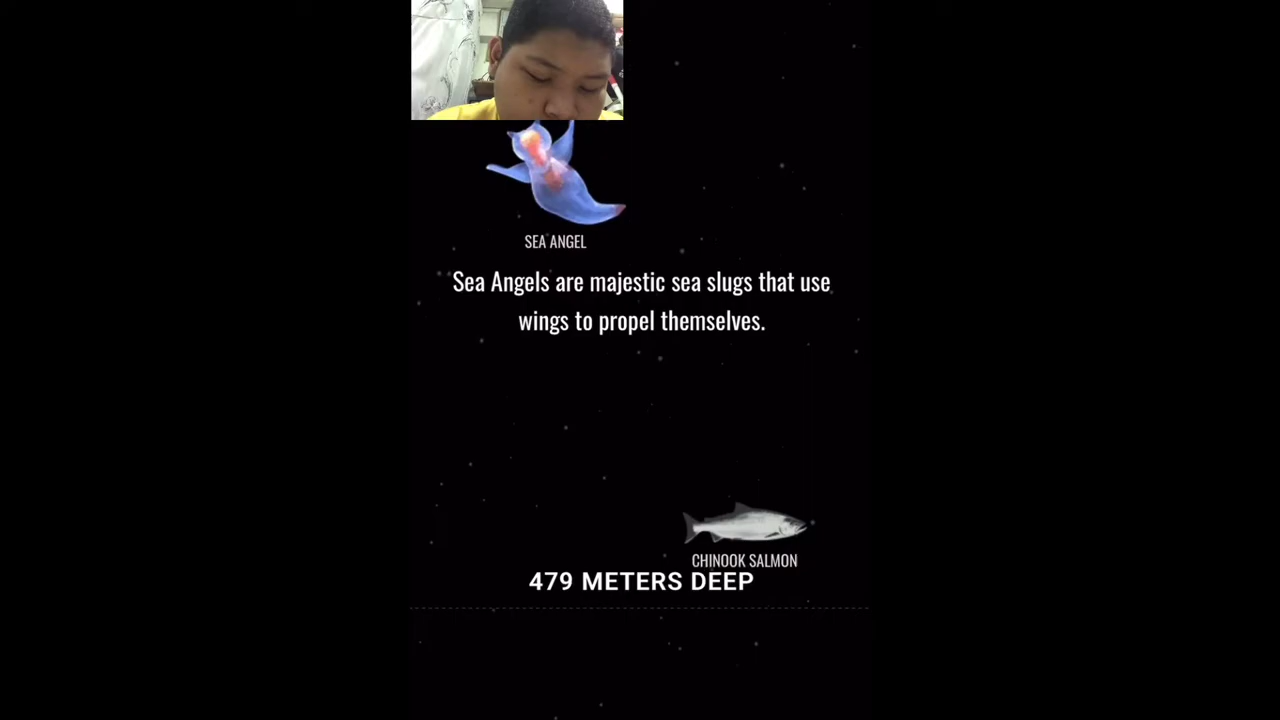 SEA ANGEL
Sea Angels are majestic sea slugs that use
wings to propel themselves.
CHINOOK SALMON
479 METERS DEEP